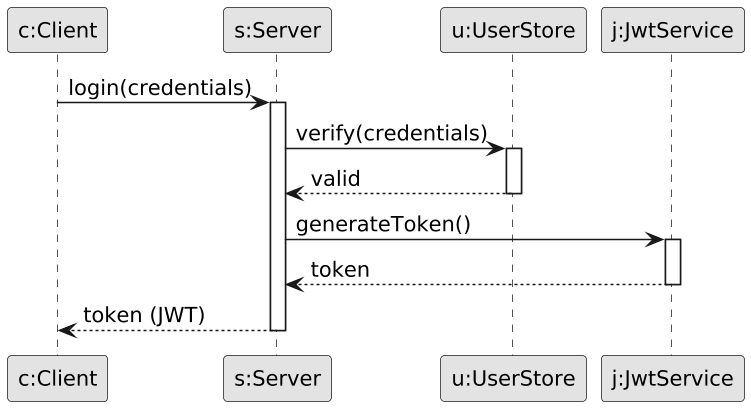 c:Client
s:Server
u:UserStore
j:JwtService
login(credentials)
verify(credentials)
valid
generateToken()
token
token (JWT)
c:Client
s:Server
u:UserStore
j:JwtService